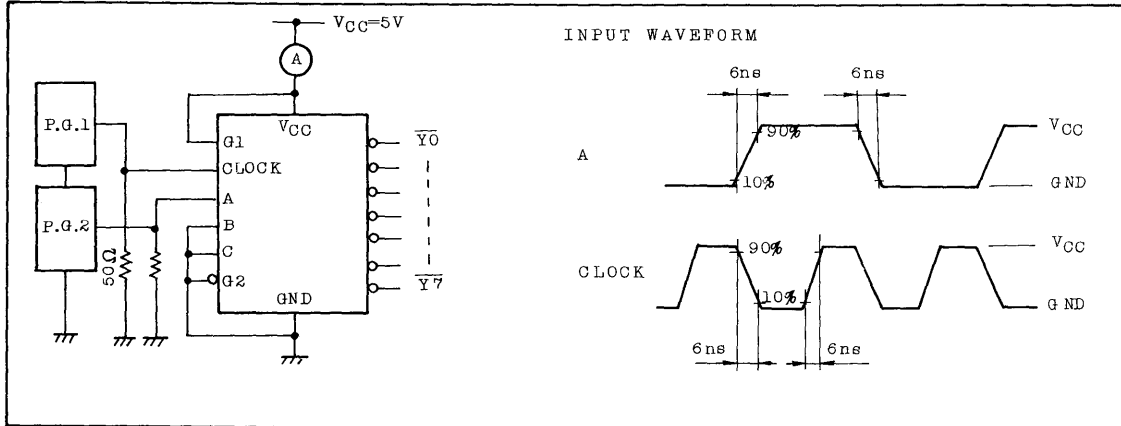 VCC=5V
A
P.G.1
P.G.2
50Ω
VCC
G1
CLOCK
A
B
C
G2
GND
Y0
Y7
INPUT WAVEFORM
6ns
6ns
A
90%
10%
VCC
GND
CLOCK
90%
10%
VCC
GND
6ns
6ns